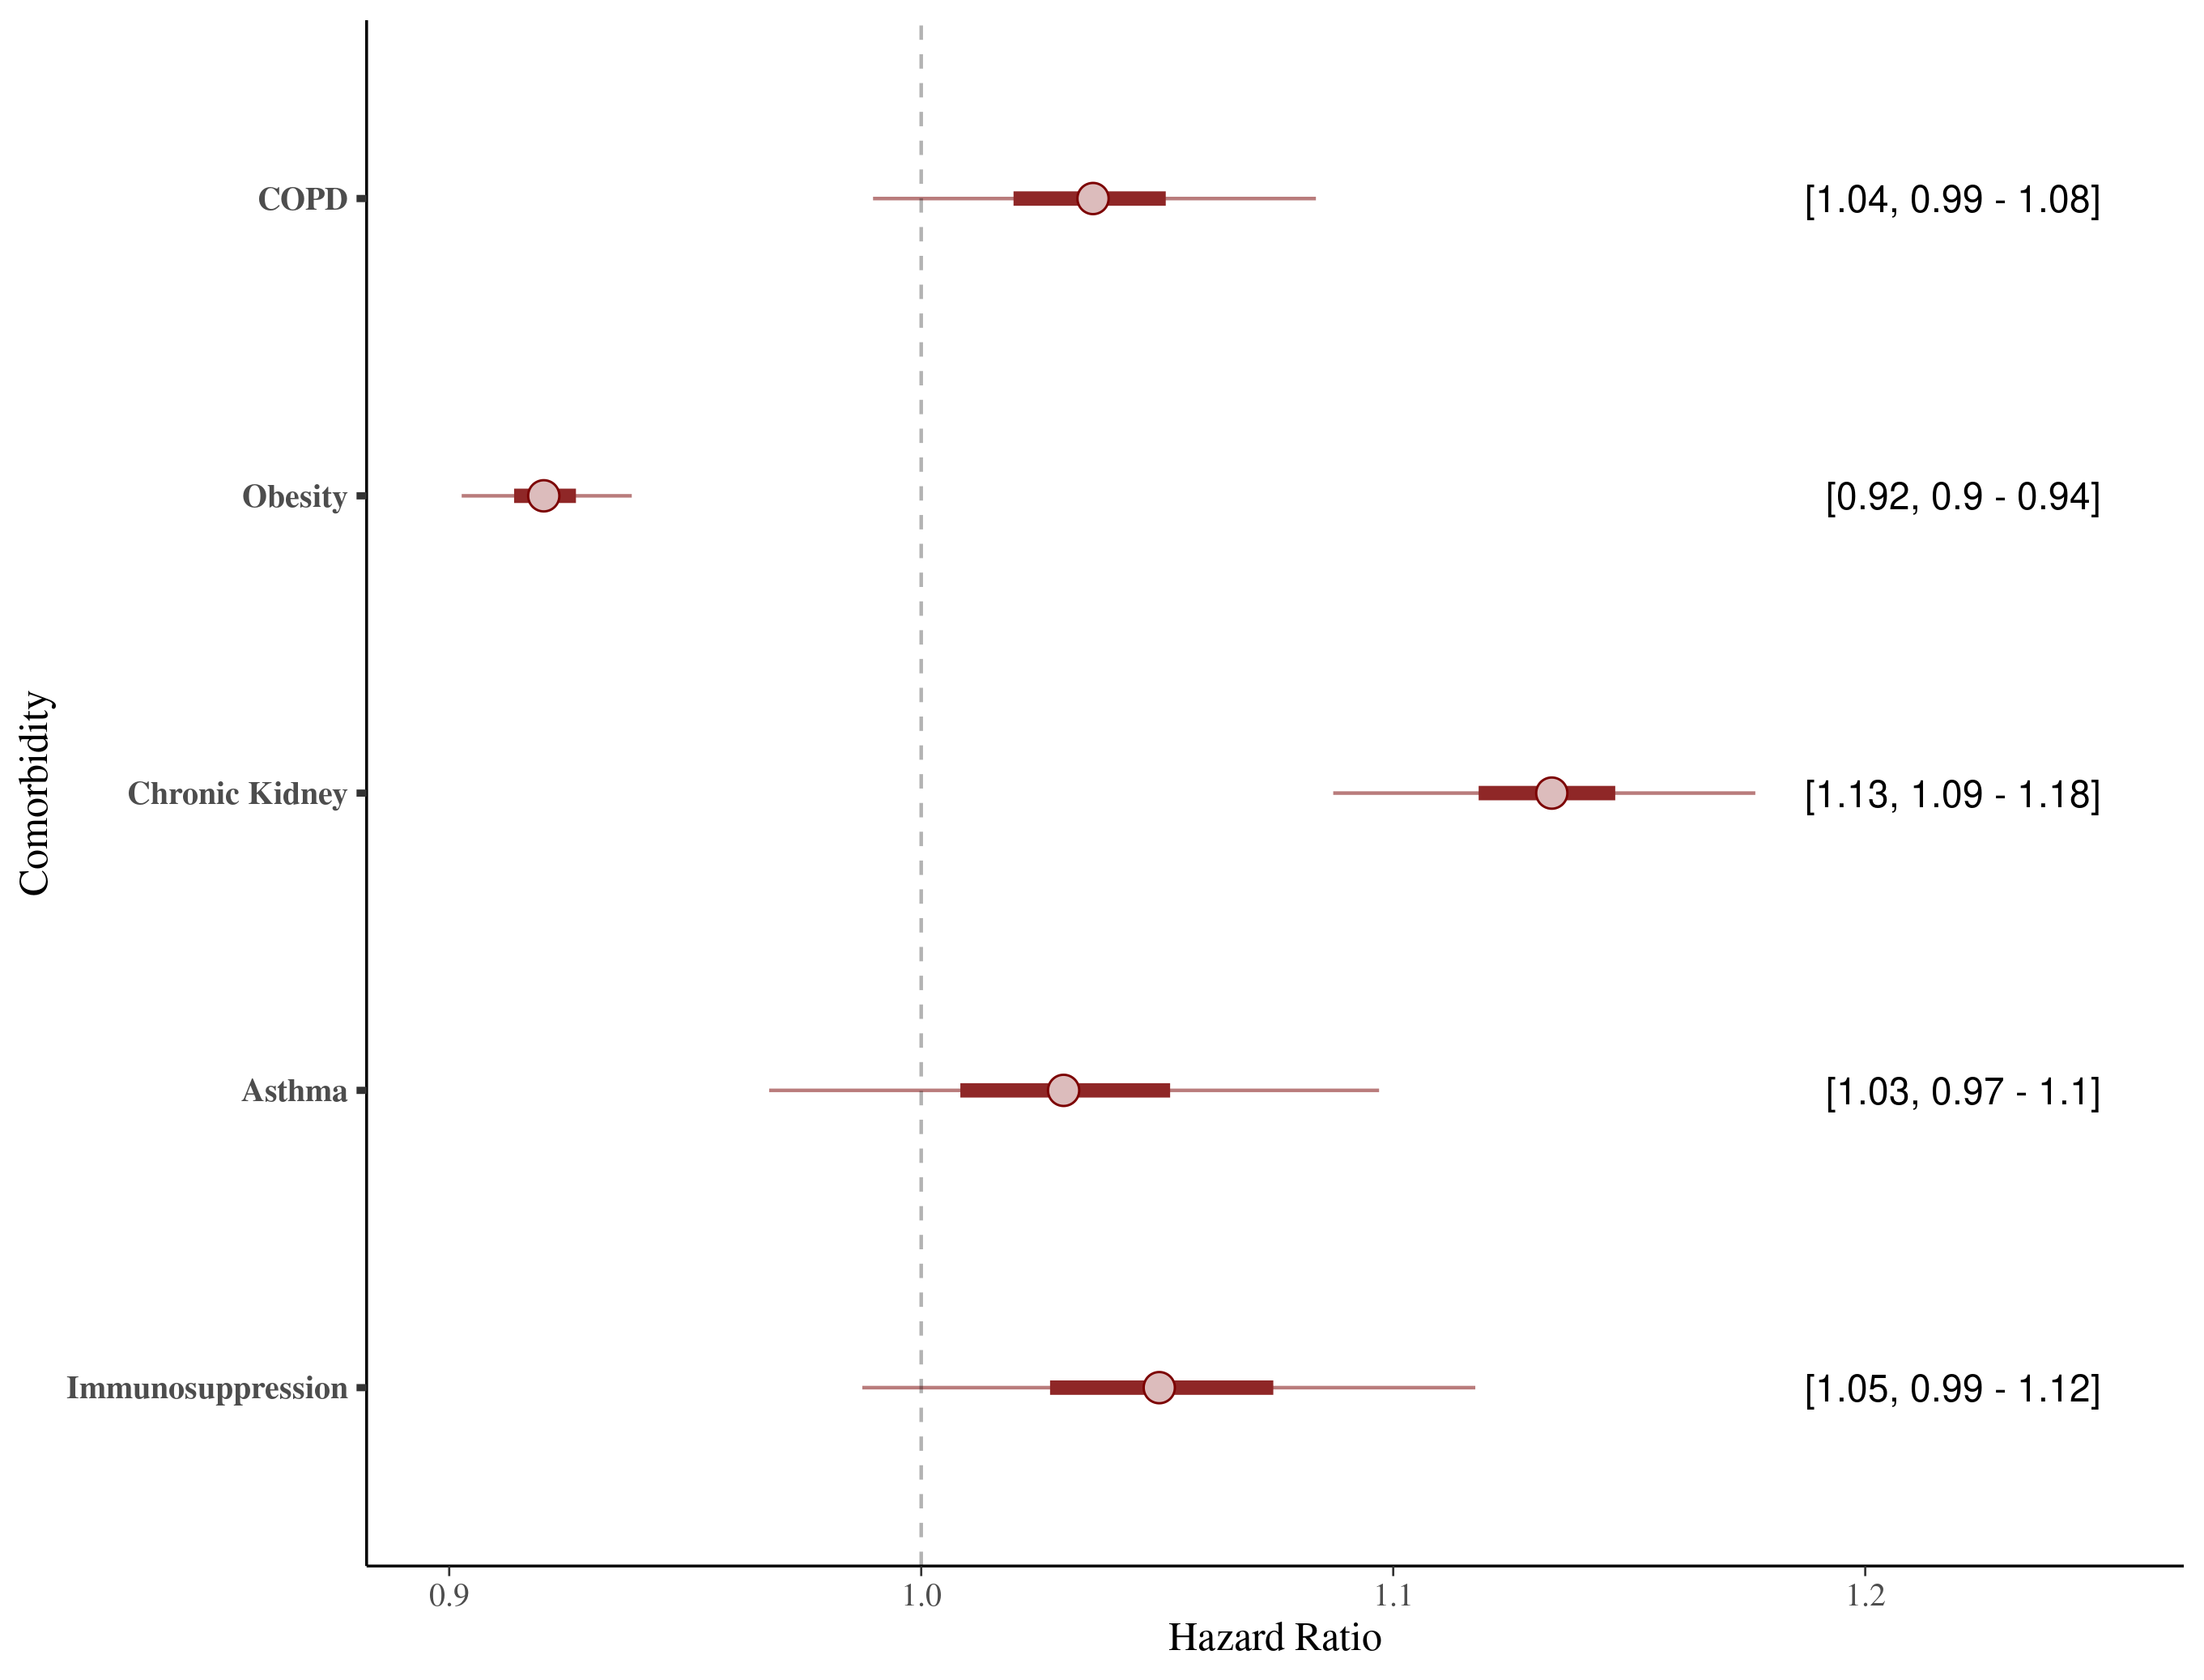 COPD [1.04, 0.99 - 1.08]
Obesity [0.92, 0.9 - 0.94]
Chronic Kidney [1.13, 1.09 - 1.18]
Asthma [1.03, 0.97 - 1.1]
Immunosuppression [1.05, 0.99 - 1.12]
Comorbidity
0.9 1.0 1.1 1.2
Hazard Ratio